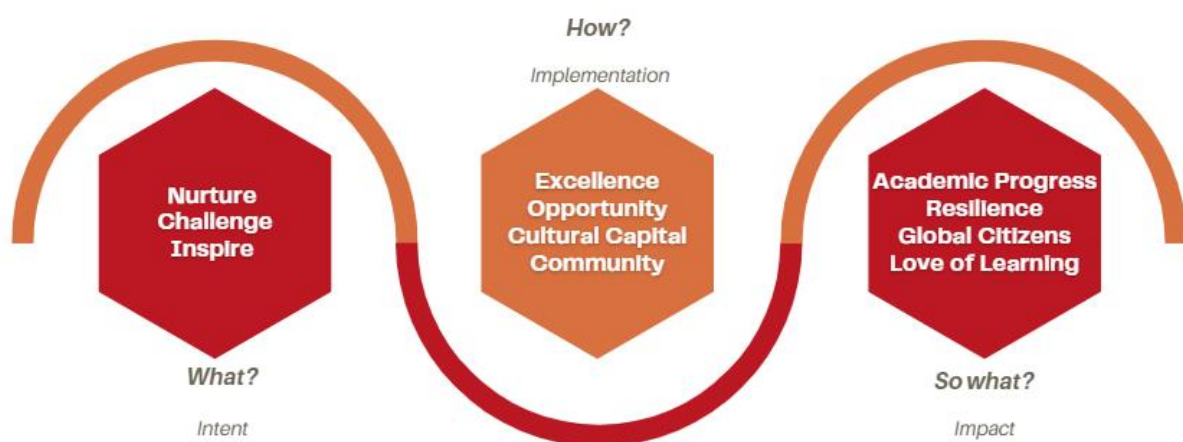 Nurture
Challenge
Inspire
What?
Intent
How?
Implementation
Excellence
Opportunity
Cultural Capital
Community
Academic Progress
Resilience
Global Citizens
Love of Learning
So what?
Impact